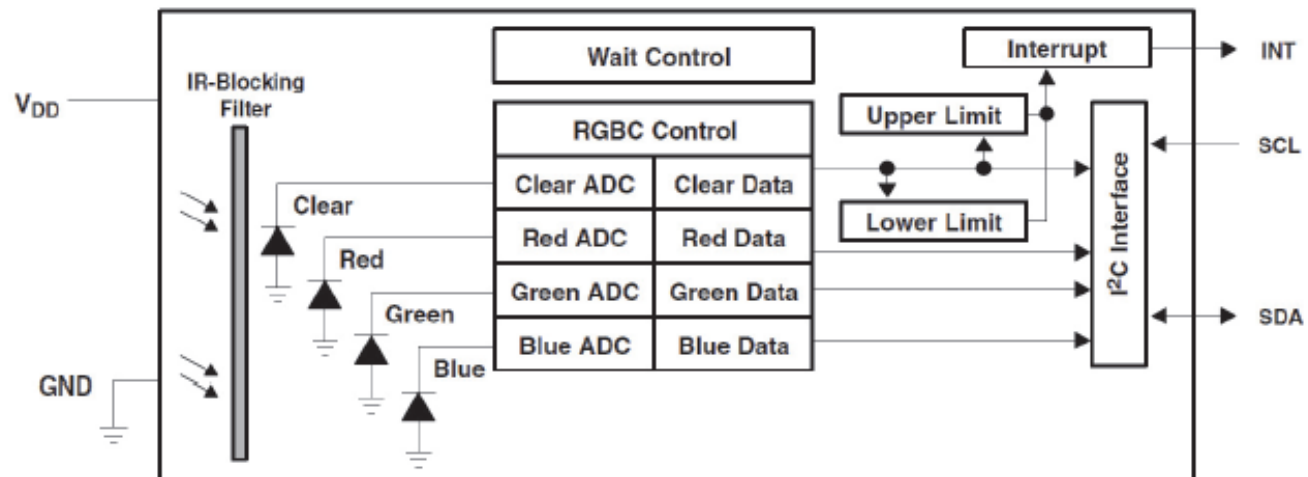 Wait Control
Interrupt
INT
IR-Blocking
Filter
VDD
RGBC Control
Upper Limit
SCL
Clear ADC
Clear Data
Clear
Lower Limit
Red ADC
Red Data
Red
I²C Interface
Green ADC
Green Data
Green
SDA
Blue ADC
Blue Data
Blue
GND